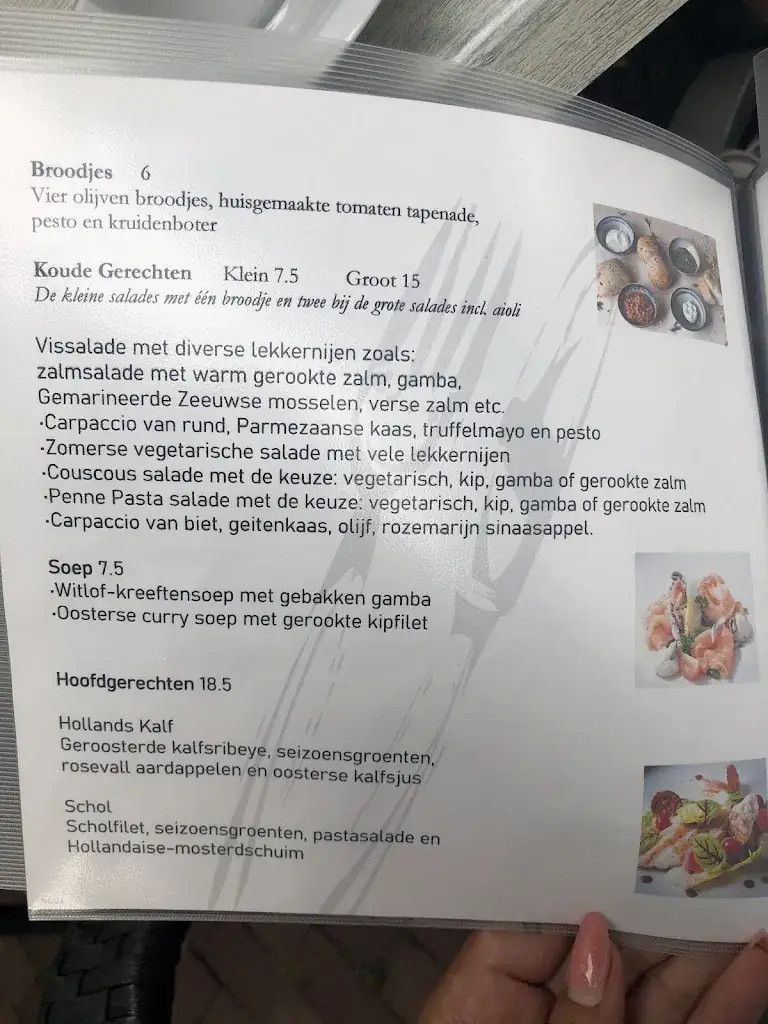 Broodjes 6
Vier olijven broodjes, huisgemaakte tomaten tapenade,
pesto en kruidenboter
Koude Gerechten Klein 7.5 Groot 15
De kleine salades met één broodje en twee bij de grote salades incl. aioli
Vissalade met diverse lekkernijen zoals:
zalmsalade met warm gerookte zalm, gamba,
Gemarineerde Zeeuwse mosselen, verse zalm etc.
·Carpaccio van rund, Parmezaanse kaas, truffelmayo en pesto
·Zomerse vegetarische salade met vele lekkernijen
·Couscous salade met de keuze: vegetarisch, kip, gamba of gerookte zalm
·Penne Pasta salade met de keuze: vegetarisch, kip, gamba of gerookte zalm
·Carpaccio van biet, geitenkaas, olijf, rozemarijn sinaasappel.
Soep 7.5
·Witlof-kreeftensoep met gebakken gamba
·Oosterse curry soep met gerookte kipfilet
Hoofdgerechten 18.5
Hollands Kalf
Geroosterde kalfsribeye, seizoensgroenten,
rosevall aardappelen en oosterse kalfsjus
Schol
Scholfilet, seizoensgroenten, pastasalade en
Hollandaise-mosterdschuim